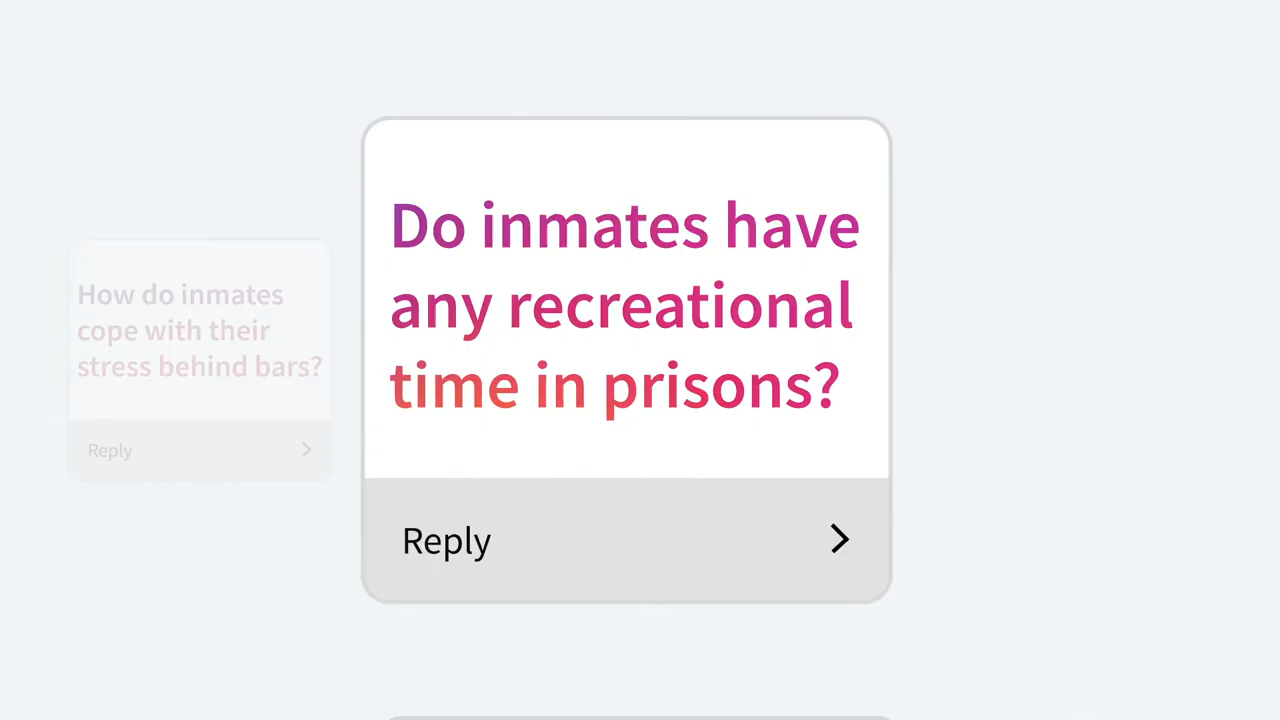 How do inmates
cope with their
stress behind bars?
Reply
Do inmates have
any recreational
time in prisons?
Reply